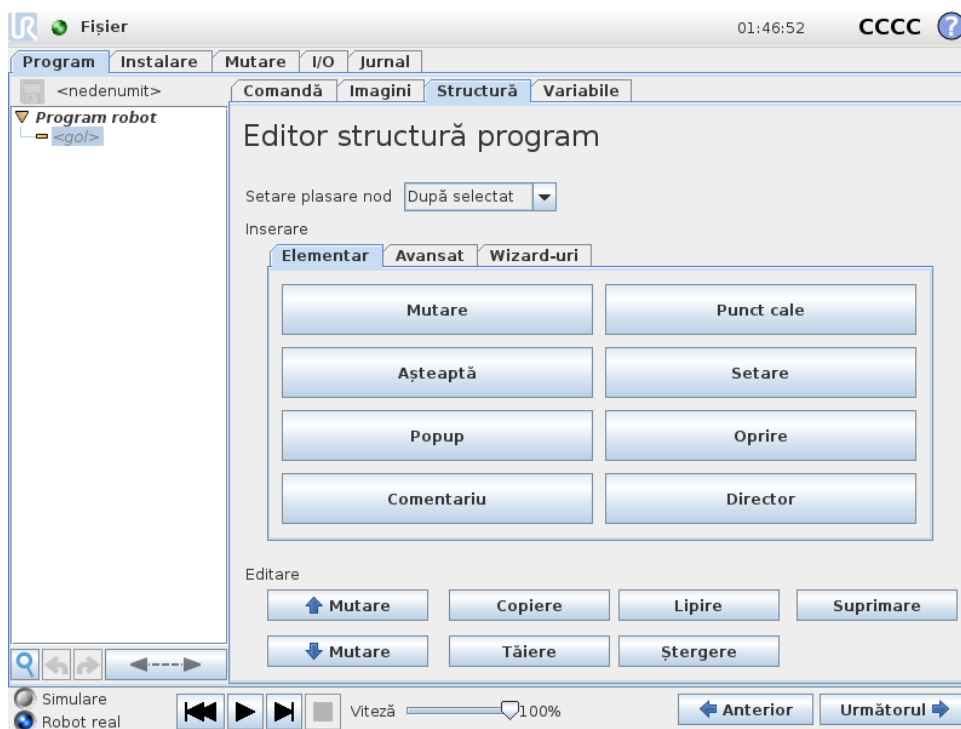 UR Fișier 01:46:52 CCCC ?
Program Instalare Mutare I/O Jurnal
<nedenumit> Comandă Imagini Structură Variabile
Program robot
<gol>
Editor structură program
Setare plasare nod După selectat
Inserare
Elementar Avansat Wizard-uri
Mutare Punct cale
Așteaptă Setare
Popup Oprire
Comentariu Director
Editare
Mutare Copiere Lipire Suprimare
Mutare Tăiere Ștergere
Simulare
Robot real
Viteză 100% Anterior Următorul